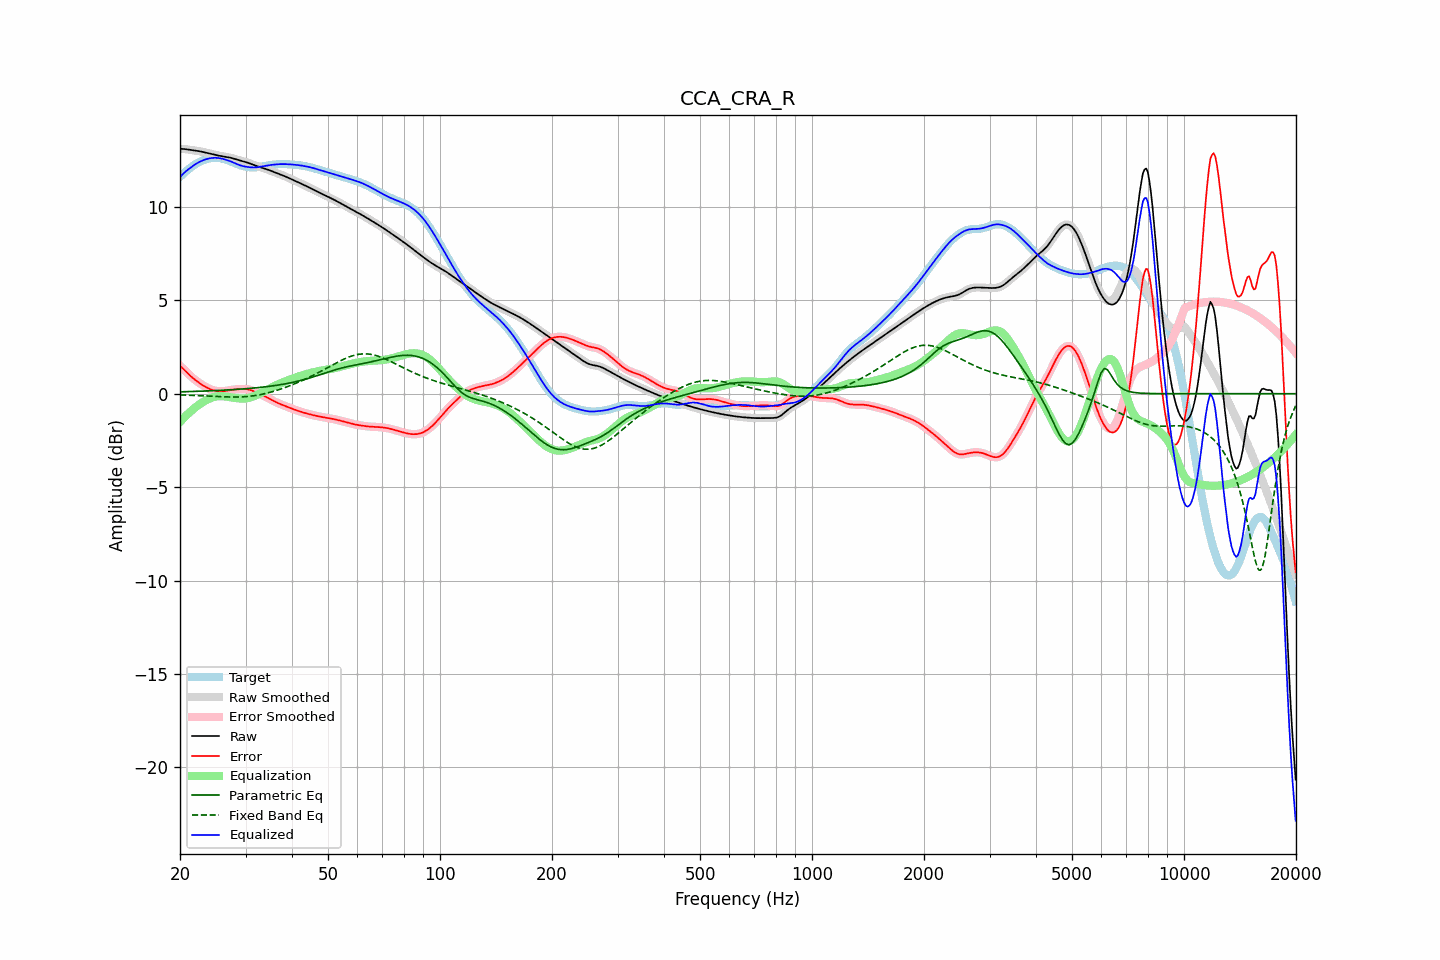 CCA_CRA_R
Amplitude (dBr)
10
5
0
−5
−10
−15
−20
Target
Raw Smoothed
Error Smoothed
Raw
Error
Equalization
Parametric Eq
Fixed Band Eq
Equalized
20 50 100 200 500 1000 2000 5000 10000 20000
Frequency (Hz)